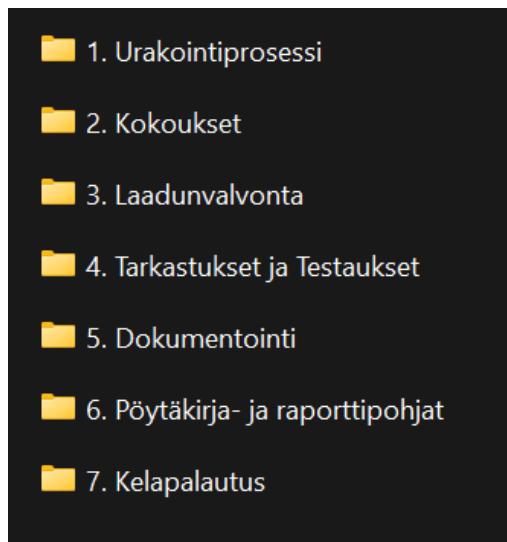 1. Urakointiprosessi
2. Kokoukset
3. Laadunvalvonta
4. Tarkastukset ja Testaukset
5. Dokumentointi
6. Pöytäkirja- ja raporttipohjat
7. Kelapalautus